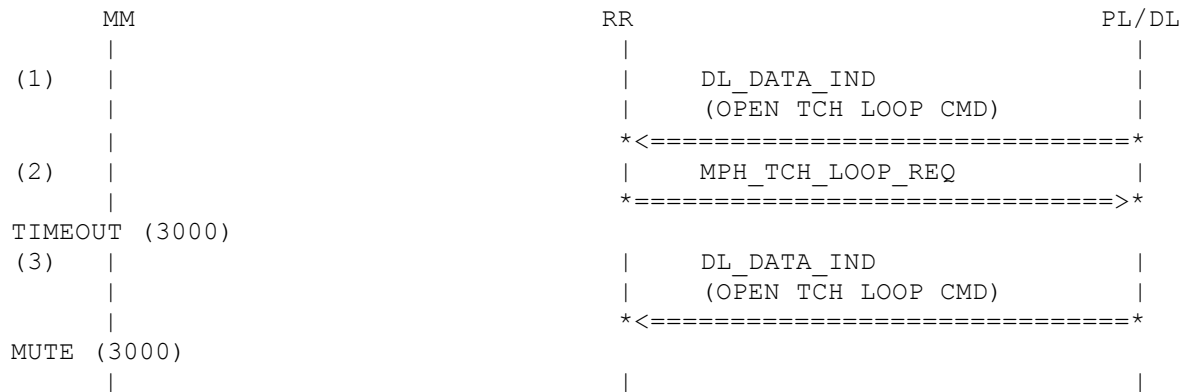 MM RR PL/DL
| | |
(1) | | DL_DATA_IND |
| | (OPEN TCH LOOP CMD) |
| *<==============================*
(2) | | MPH_TCH_LOOP_REQ |
| *==============================>*
TIMEOUT (3000)
(3) | | DL_DATA_IND |
| | (OPEN TCH LOOP CMD) |
| *<==============================*
MUTE (3000)
| | |